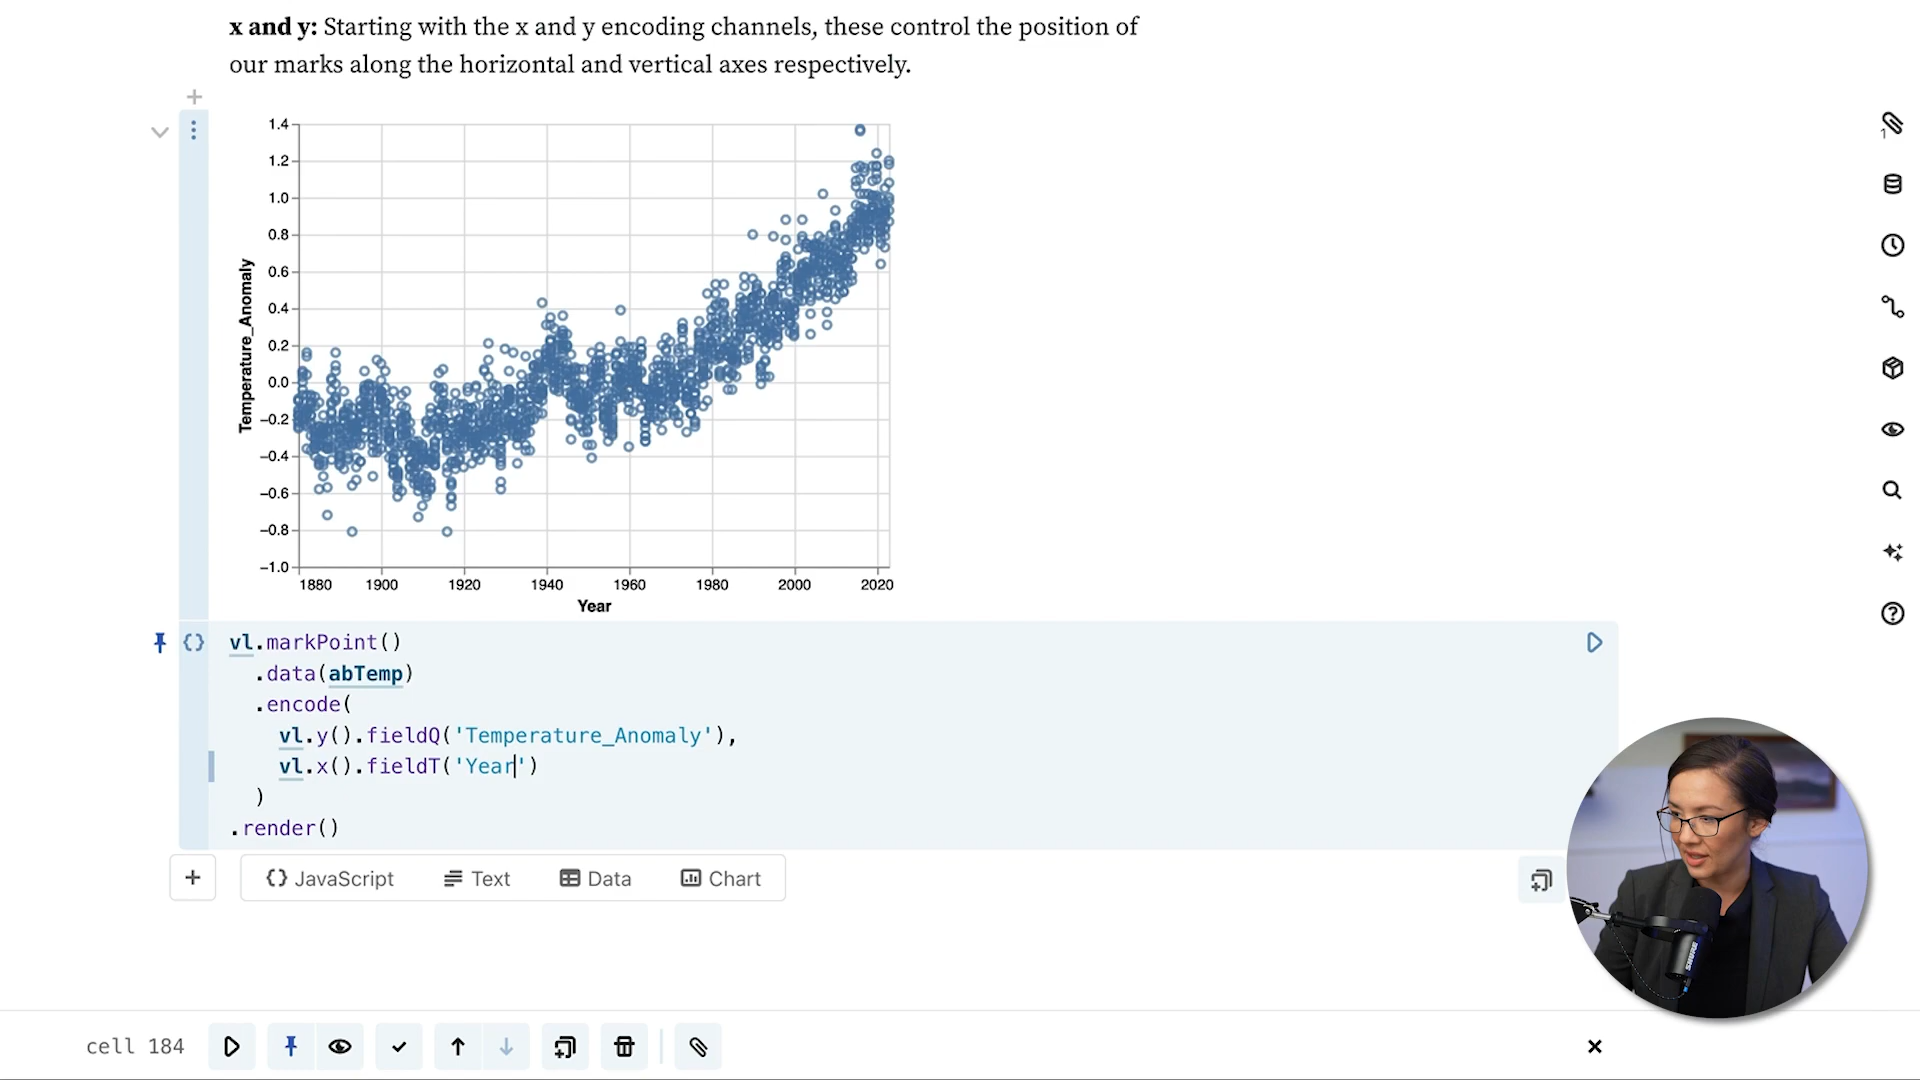 x and y: Starting with the x and y encoding channels, these control the position of
our marks along the horizontal and vertical axes respectively.
1.4
1.2
1.0
0.8
0.6
0.4
0.2
0.0
−0.2
−0.4
−0.6
−0.8
−1.0
Temperature_Anomaly
1880 1900 1920 1940 1960 1980 2000 2020
Year
1
vl.markPoint()
.data(abTemp)
.encode(
vl.y().fieldQ('Temperature_Anomaly'),
vl.x().fieldT('Year')
)
.render()
JavaScript Text Data Chart
cell 184